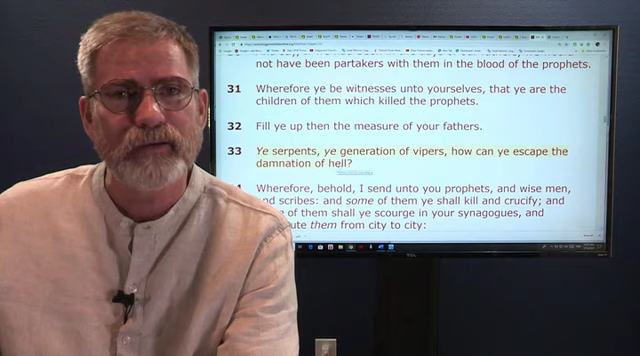 not have been partakers with them in the blood of the prophets.
31 Wherefore ye be witnesses unto yourselves, that ye are the
children of them which killed the prophets.
32 Fill ye up then the measure of your fathers.
33 Ye serpents, ye generation of vipers, how can ye escape the
damnation of hell?
Wherefore, behold, I send unto you prophets, and wise men,
and scribes: and some of them ye shall kill and crucify; and
of them shall ye scourge in your synagogues, and
them from city to city:
TCL